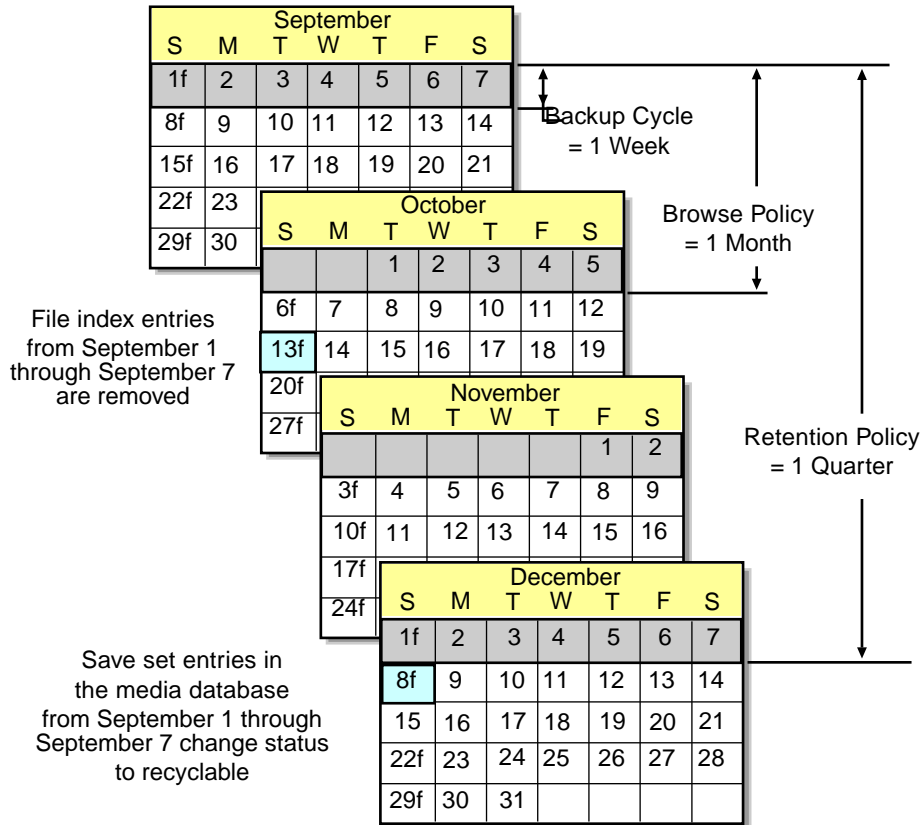 September
S M T W T F S
1f 2 3 4 5 6 7
8f 9 10 11 12 13 14
15f 16 17 18 19 20 21
22f 23
29f 30
Backup Cycle
= 1 Week
Browse Policy
= 1 Month
Retention Policy
= 1 Quarter
October
S M T W T F S
1 2 3 4 5
6f 7 8 9 10 11 12
13f 14 15 16 17 18 19
20f
27f
File index entries
from September 1
through September 7
are removed
November
S M T W T F S
1 2
3f 4 5 6 7 8 9
10f 11 12 13 14 15 16
17f
24f
December
S M T W T F S
1f 2 3 4 5 6 7
8f 9 10 11 12 13 14
15 16 17 18 19 20 21
22f 23 24 25 26 27 28
29f 30 31
Save set entries in
the media database
from September 1 through
September 7 change status
to recyclable